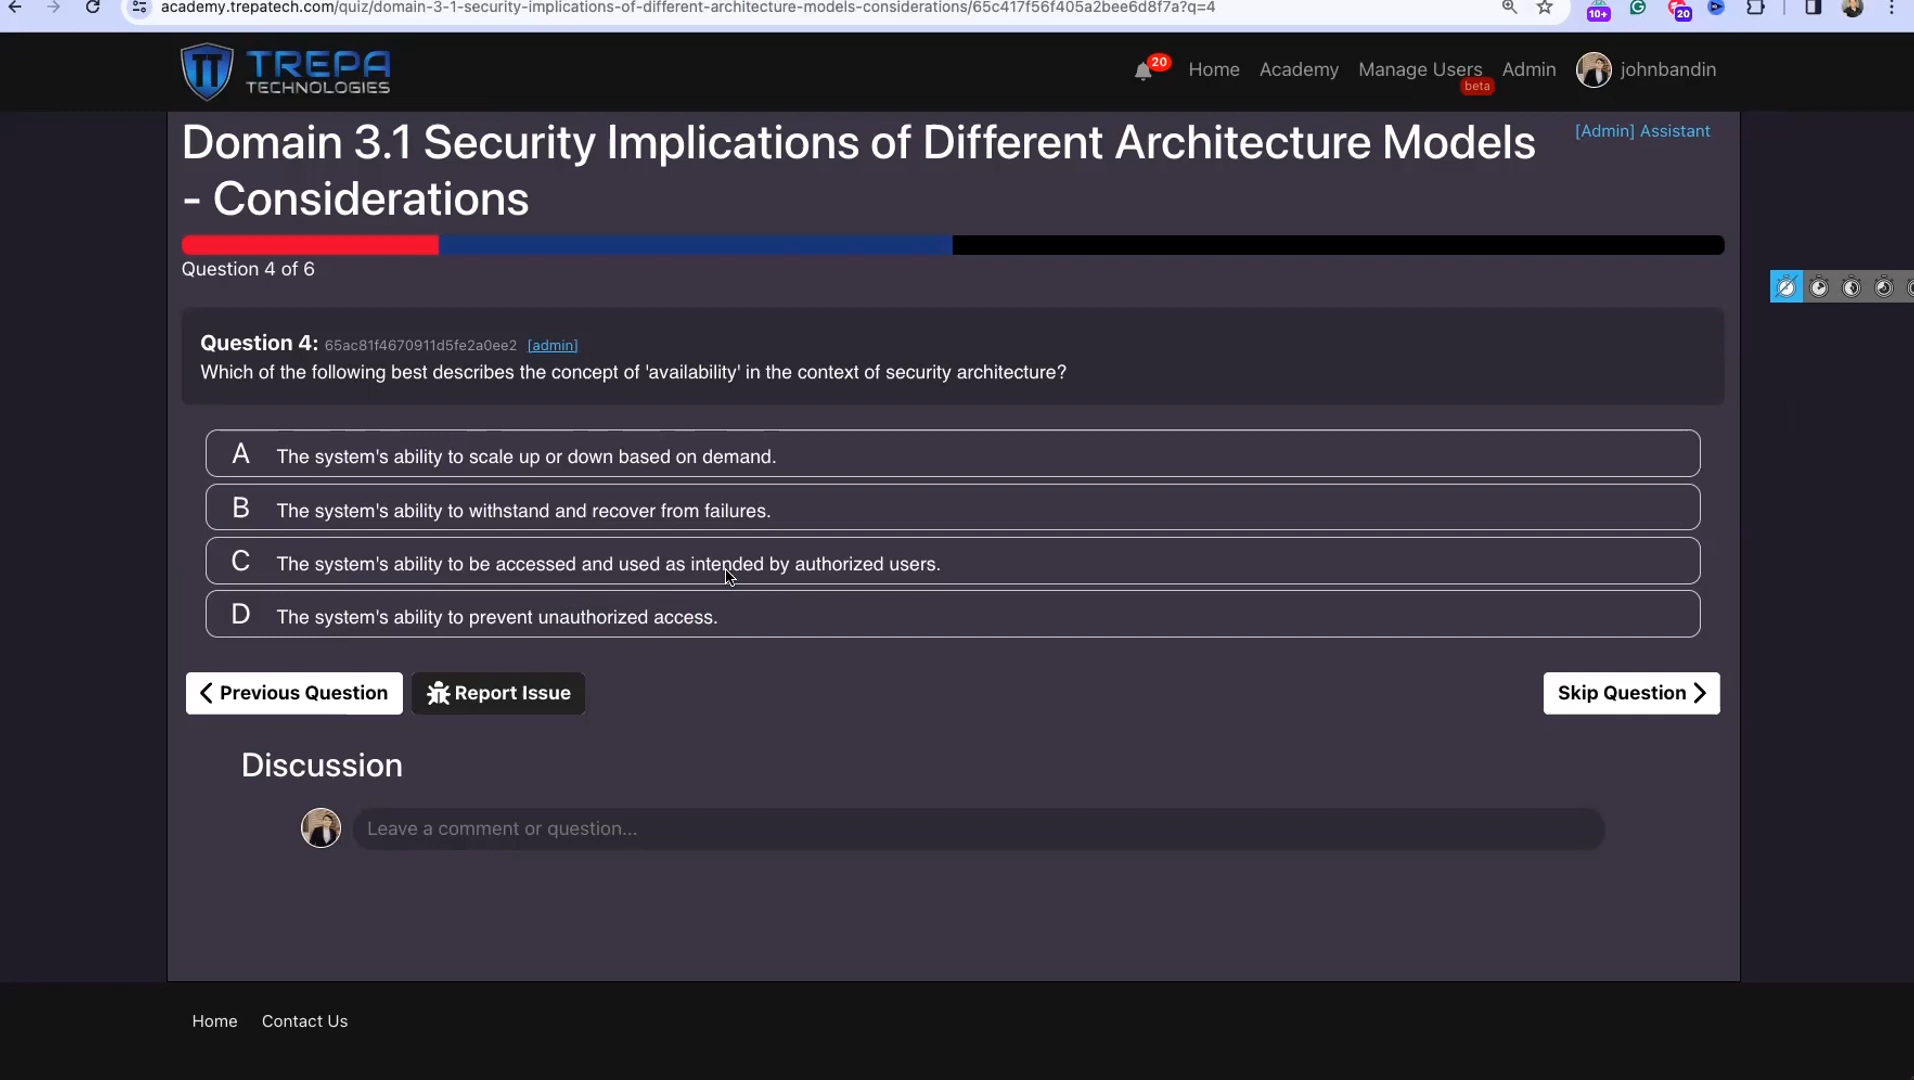 academy.trepatech.com/quiz/domain-3-1-security-implications-of-different-architecture-models-considerations/65c417f56f405a2bee6d8f7a?q=4
10+
20
TREPA
TECHNOLOGIES
20
Home
Academy
Manage Users
beta
Admin
johnbandin
Domain 3.1 Security Implications of Different Architecture Models
- Considerations
[Admin] Assistant
Question 4 of 6
Question 4: 65ac81f4670911d5fe2a0ee2 [admin]
Which of the following best describes the concept of 'availability' in the context of security architecture?
A The system's ability to scale up or down based on demand.
B The system's ability to withstand and recover from failures.
C The system's ability to be accessed and used as intended by authorized users.
D The system's ability to prevent unauthorized access.
Previous Question
Report Issue
Skip Question
Discussion
Leave a comment or question...
Home
Contact Us